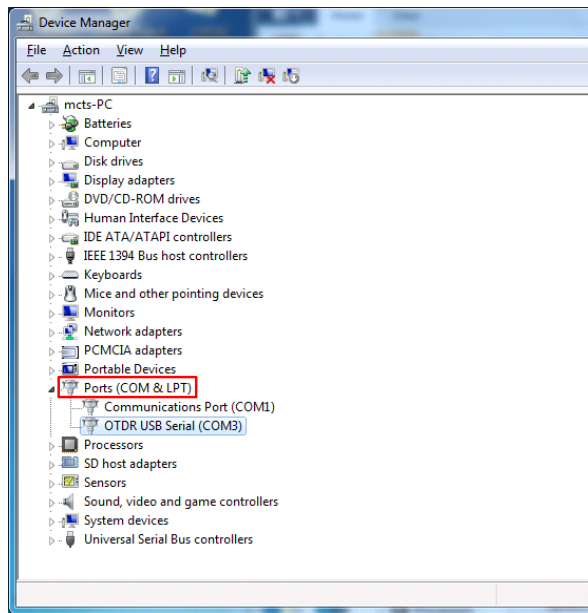 Device Manager
File Action View Help
mcts-PC
Batteries
Computer
Disk drives
Display adapters
DVD/CD-ROM drives
Human Interface Devices
IDE ATA/ATAPI controllers
IEEE 1394 Bus host controllers
Keyboards
Mice and other pointing devices
Monitors
Network adapters
PCMCIA adapters
Portable Devices
Ports (COM & LPT)
Communications Port (COM1)
OTDR USB Serial (COM3)
Processors
SD host adapters
Sensors
Sound, video and game controllers
System devices
Universal Serial Bus controllers